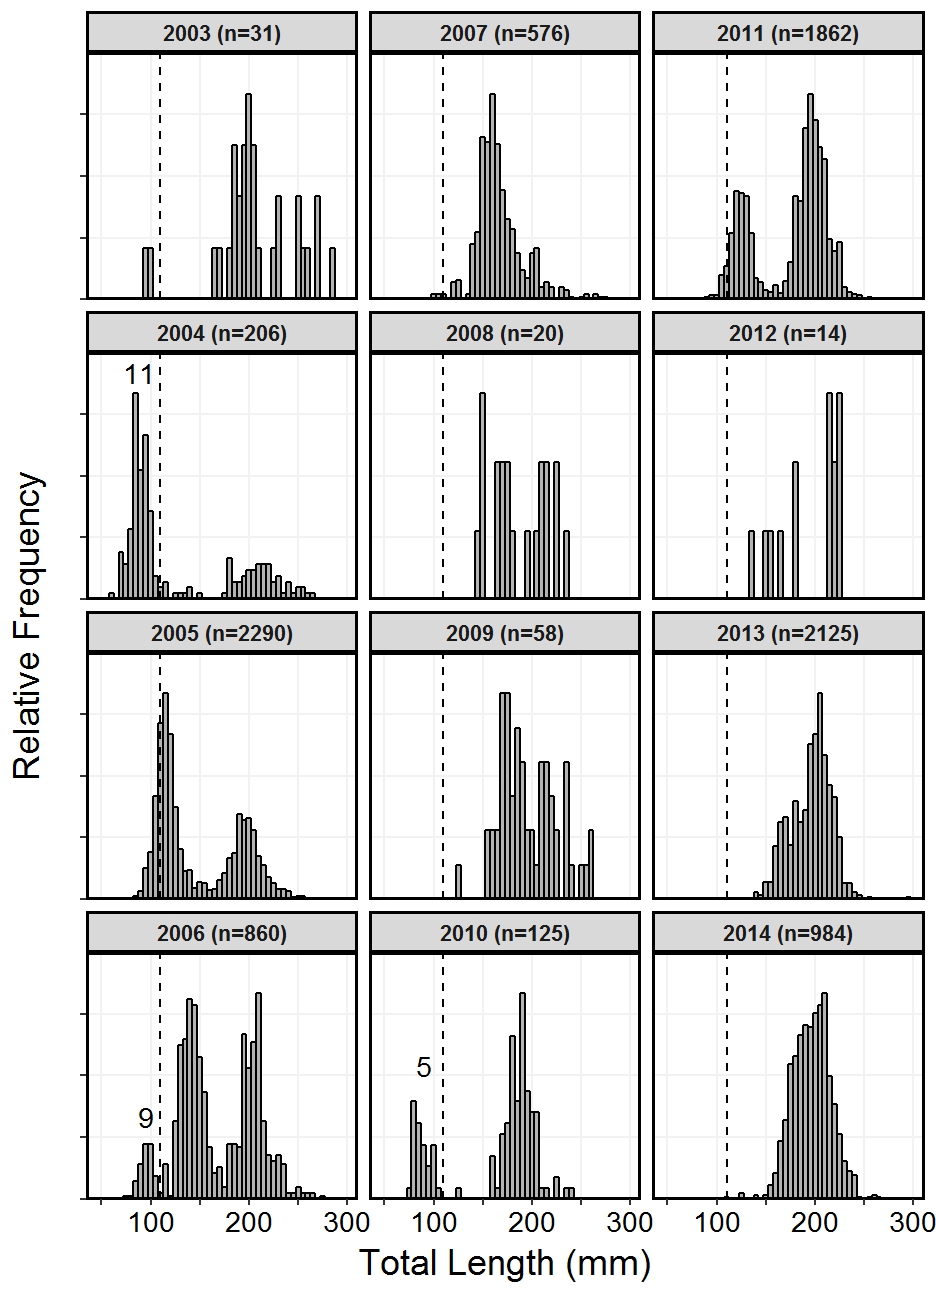 2003 (n=31)
2007 (n=576)
2011 (n=1862)
2004 (n=206)
2008 (n=20)
2012 (n=14)
11
2005 (n=2290)
2009 (n=58)
2013 (n=2125)
2006 (n=860)
2010 (n=125)
2014 (n=984)
9
5
100 200 300 100 200 300 100 200 300
Total Length (mm)
Relative Frequency